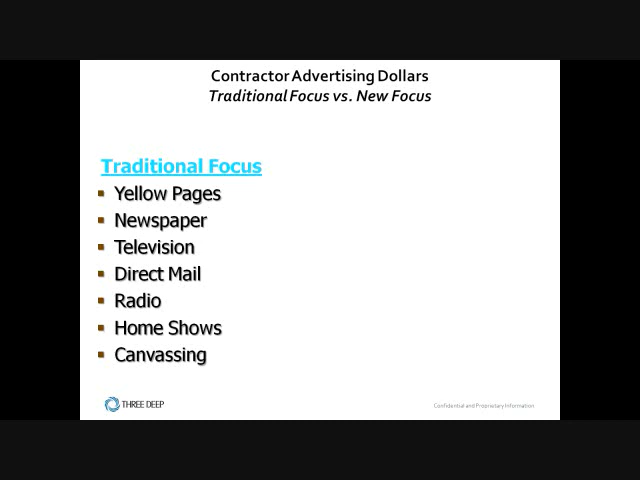 Contractor Advertising Dollars
Traditional Focus vs. New Focus
Traditional Focus
Yellow Pages
Newspaper
Television
Direct Mail
Radio
Home Shows
Canvassing
THREE DEEP
Confidential and Proprietary Information